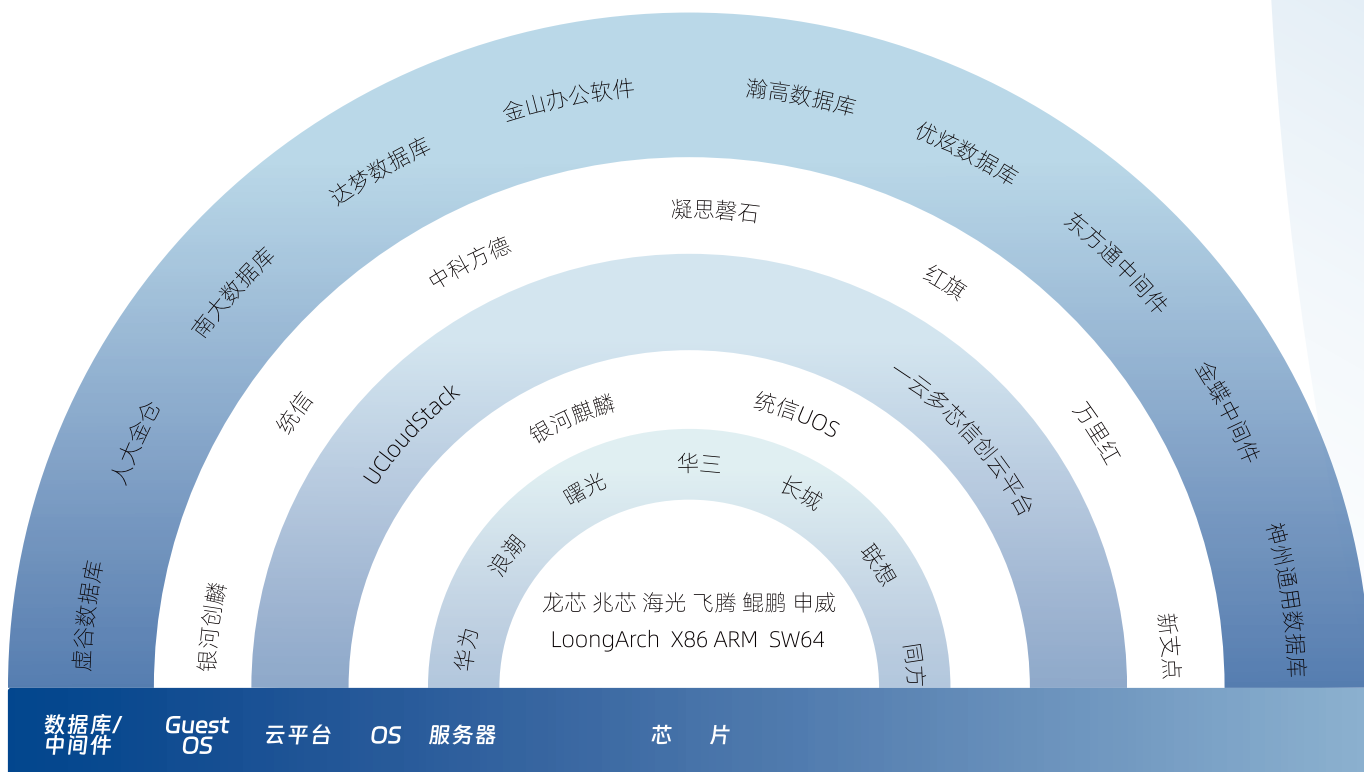 虚谷数据库
人大金仓
南大数据库
达梦数据库
金山办公软件
瀚高数据库
优炫数据库
东方通中间件
金蝶中间件
神州通用数据库
银河创麟
统信
中科方德
凝思磬石
红旗
万里红
新支点
UCloudStack
一云多芯信创云平台
银河麒麟
统信UOS
华为
浪潮
曙光
华三
长城
联想
同方
龙芯 兆芯 海光 飞腾 鲲鹏 申威
LoongArch X86 ARM SW64
数据库/
中间件
Guest
OS
云平台
OS
服务器
芯 片